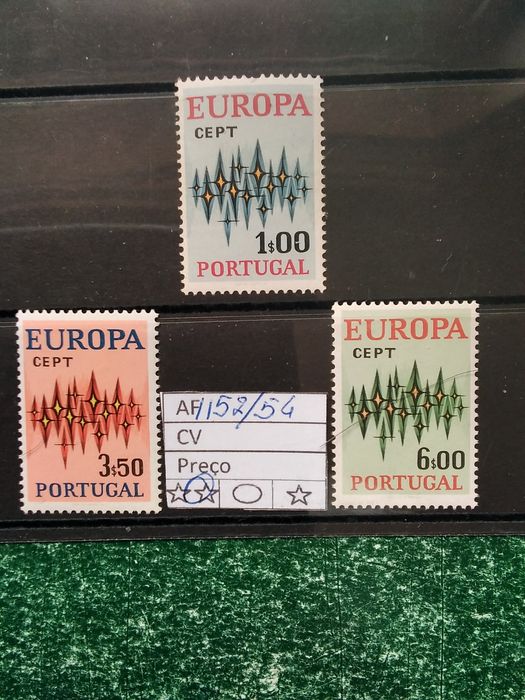 EUROPA
CEPT
1$00
PORTUGAL
EUROPA
CEPT
3$50
PORTUGAL
AF 1152/54
CV
Preço
EUROPA
CEPT
6$00
PORTUGAL